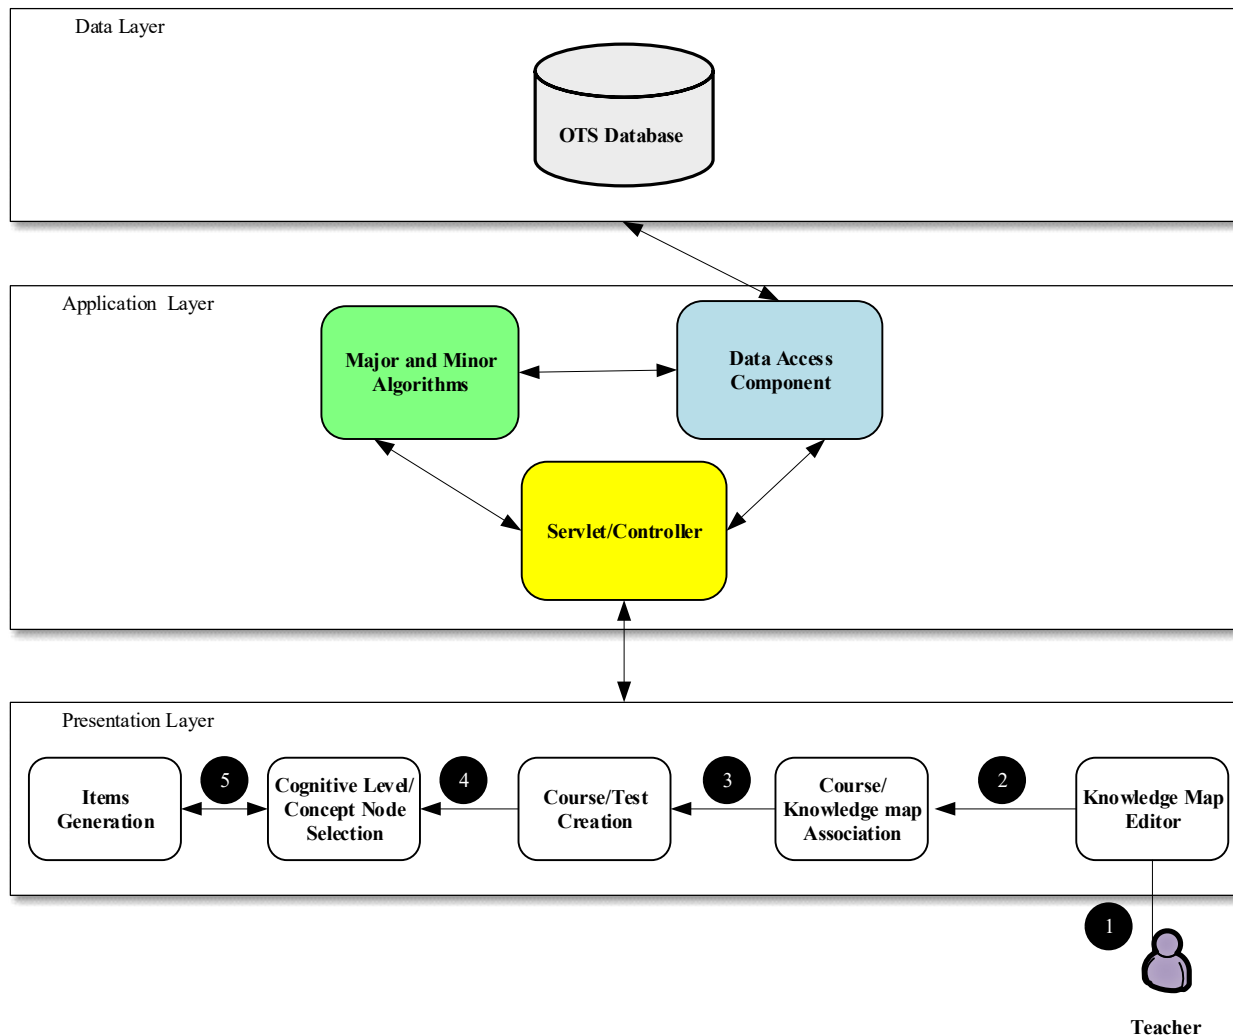 Data Layer
OTS Database
Application Layer
Major and Minor
Algorithms
Data Access
Component
Servlet/Controller
Presentation Layer
Items
Generation
5
Cognitive Level/
Concept Node
Selection
4
Course/Test
Creation
3
Course/
Knowledge map
Association
2
Knowledge Map
Editor
1
Teacher